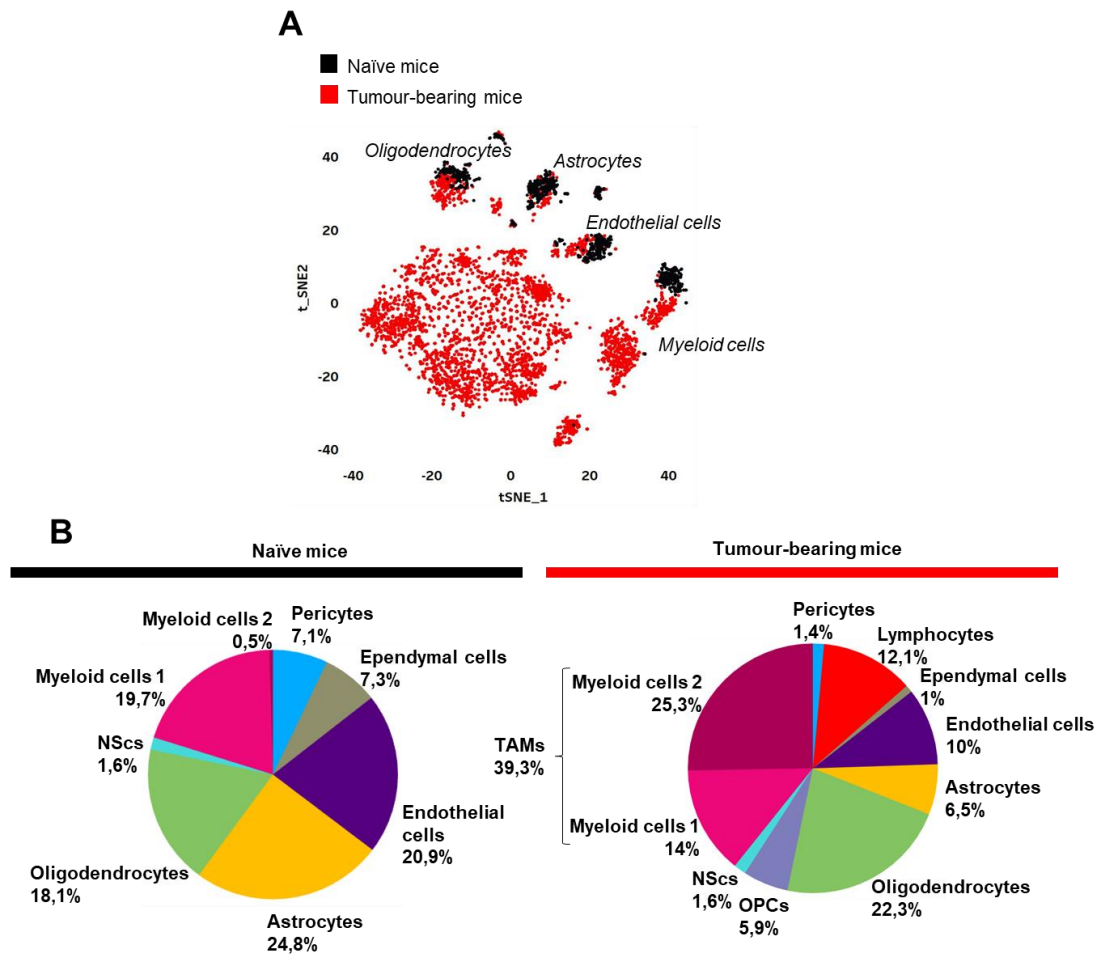 A
Naïve mice
Tumour-bearing mice
Oligodendrocytes
Astrocytes
Endothelial cells
Myeloid cells
t_SNE2
40
20
0
-20
-40
-40
-20
0
20
40
tSNE_1
B
Naïve mice
Myeloid cells 2
0,5%
Pericytes
7,1%
Ependymal cells
7,3%
Myeloid cells 1
19,7%
NScs
1,6%
Endothelial
cells
20,9%
Oligodendrocytes
18,1%
Astrocytes
24,8%
Tumour-bearing mice
Pericytes
1,4%
Lymphocytes
12,1%
Ependymal cells
1%
Myeloid cells 2
25,3%
Endothelial cells
10%
TAMs
39,3%
Astrocytes
6,5%
Myeloid cells 1
14%
NScs
1,6%
OPCs
5,9%
Oligodendrocytes
22,3%